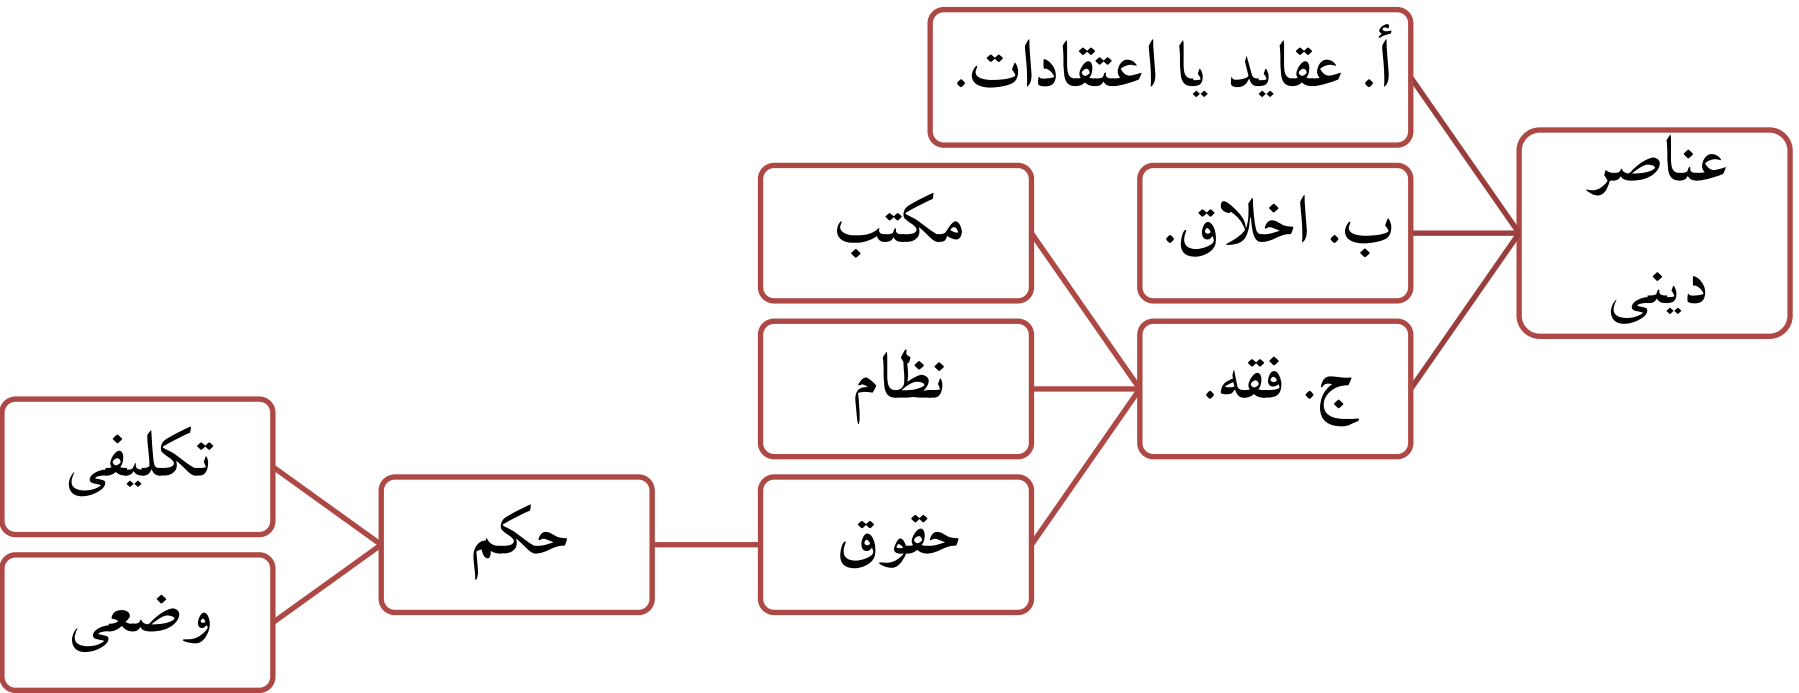 عناصر
دینی
أ. عقاید یا اعتقادات.
ب. اخلاق.
ج. فقه.
مکتب
نظام
حقوق
حکم
تکلیفی
وضعی